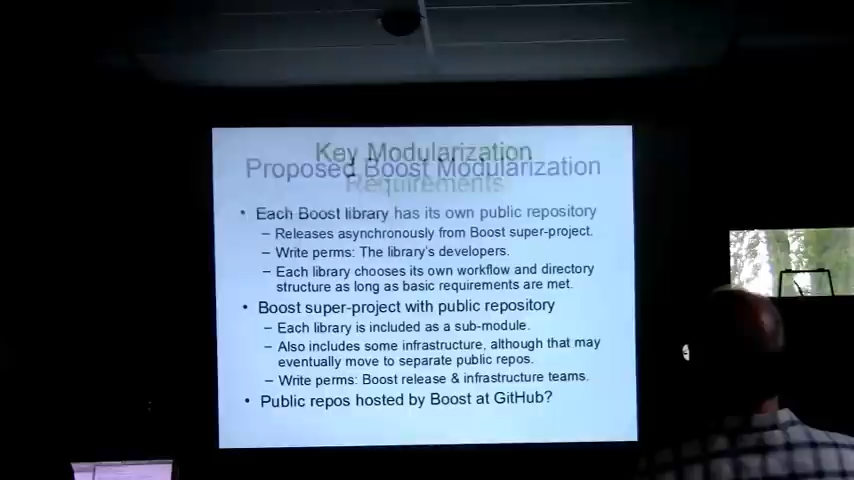 Key Modularization
Proposed Boost Modularization
Requirements
• Each Boost library has its own public repository
– Releases asynchronously from Boost super-project.
– Write perms: The library's developers.
– Each library chooses its own workflow and directory
structure as long as basic requirements are met.
• Boost super-project with public repository
– Each library is included as a sub-module.
– Also includes some infrastructure, although that may
eventually move to separate public repos.
– Write perms: Boost release & infrastructure teams.
• Public repos hosted by Boost at GitHub?